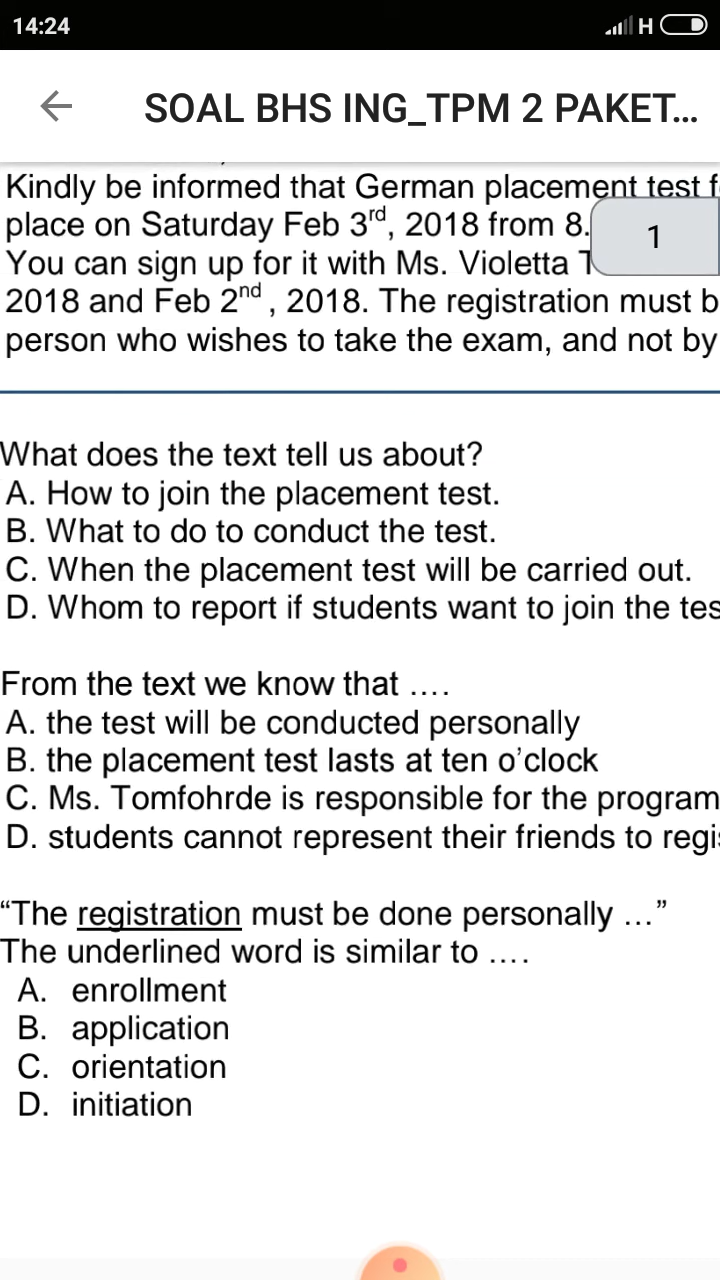 14:24 H
SOAL BHS ING_TPM 2 PAKET...
Kindly be informed that German placement test
place on Saturday Feb 3rd, 2018 from 8.
1
You can sign up for it with Ms. Violetta
2018 and Feb 2nd , 2018. The registration must
person who wishes to take the exam, and not by
What does the text tell us about?
A. How to join the placement test.
B. What to do to conduct the test.
C. When the placement test will be carried out.
D. Whom to report if students want to join the
From the text we know that ....
A. the test will be conducted personally
B. the placement test lasts at ten o'clock
C. Ms. Tomfohrde is responsible for the program
D. students cannot represent their friends to
“The registration must be done personally ...”
The underlined word is similar to ....
A. enrollment
B. application
C. orientation
D. initiation